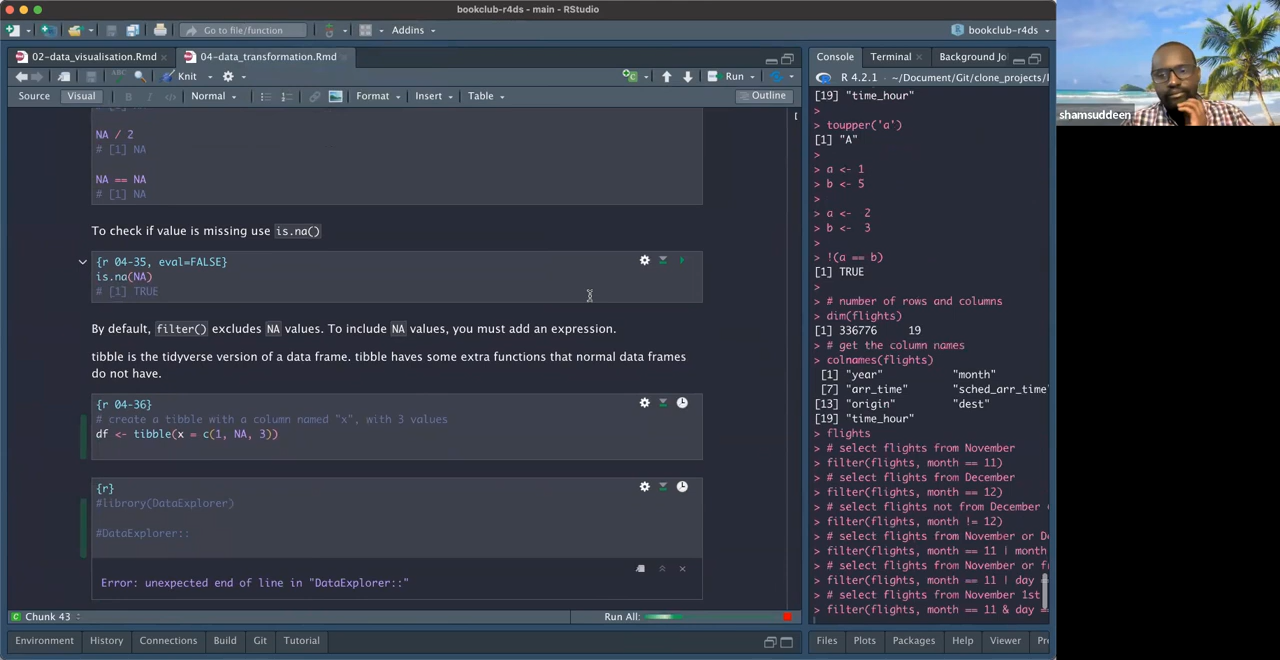 bookclub-r4ds - main - RStudio
Go to file/function
Addins
bookclub-r4ds
02-data_visualisation.Rmd
04-data_transformation.Rmd
Knit
Run
Source
Visual
Normal
Format
Insert
Table
Outline
NA / 2
# [1] NA
NA == NA
# [1] NA
To check if value is missing use is.na()
{r 04-35, eval=FALSE}
is.na(NA)
# [1] TRUE
By default, filter() excludes NA values. To include NA values, you must add an expression.
tibble is the tidyverse version of a data frame. tibble have some extra functions that normal data frames
do not have.
{r 04-36}
# create a tibble with a column named "x", with 3 values
df <- tibble(x = c(1, NA, 3))
{r}
#librory(DataExplorer)
#DataExplorer::
Error: unexpected end of line in "DataExplorer::"
Chunk 43
Run All:
Environment
History
Connections
Build
Git
Tutorial
Console
Terminal
Background Jo
R 4.2.1 · ~/Document/Git/clone_projects/
[19] "time_hour"
>
> toupper('a')
[1] "A"
>
> a <- 1
> b <- 5
>
> a <-  2
> b <-  3
>
> !(a == b)
[1] TRUE
>
> # number of rows and columns
> dim(flights)
[1] 336776     19
> # get the column names
> colnames(flights)
[1] "year" "month"
[7] "arr_time" "sched_arr_time"
[13] "origin" "dest"
[19] "time_hour"
> flights
> # select flights from November
> filter(flights, month == 11)
> # select flights from December
> filter(flights, month == 12)
> # select flights not from December
> filter(flights, month != 12)
> # select flights from November or D
> filter(flights, month == 11 | month
> # select flights from November or f
> filter(flights, month == 11 | day
> # select flights from November 1st
> filter(flights, month == 11 & day
Files
Plots
Packages
Help
Viewer
Pr
shamsuddeen